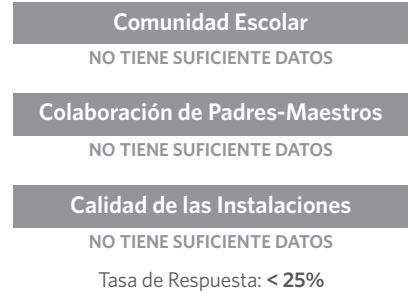 Comunidad Escolar
NO TIENE SUFICIENTE DATOS
Colaboración de Padres-Maestros
NO TIENE SUFICIENTE DATOS
Calidad de las Instalaciones
NO TIENE SUFICIENTE DATOS
Tasa de Respuesta: < 25%